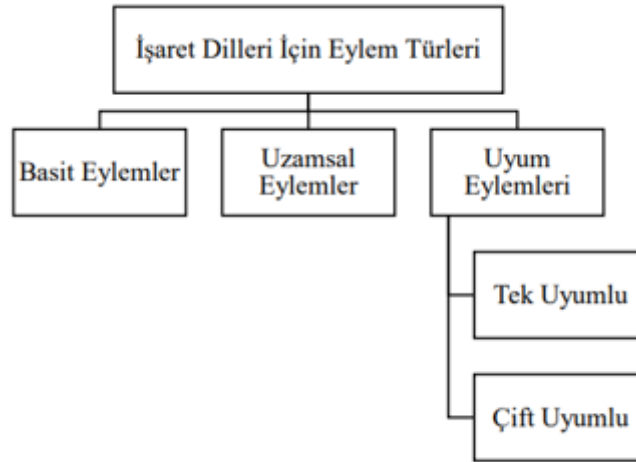 İşaret Dilleri İçin Eylem Türleri
Basit Eylemler
Uzamsal
Eylemler
Uyum
Eylemleri
Tek Uyumlu
Çift Uyumlu